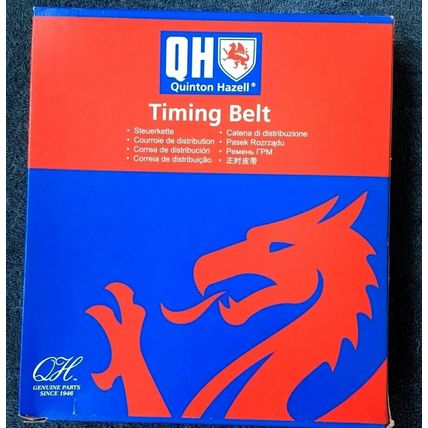 QH
Quinton Hazell®
Timing Belt
• Steuerkette
• Courroie de distribution
• Correa de distribución
• Correia de distribuição
• Catena di distribuzione
• Pasek Rozrządu
• Ремень ГРМ
• 正时皮带
QH™
GENUINE PARTS
SINCE 1946